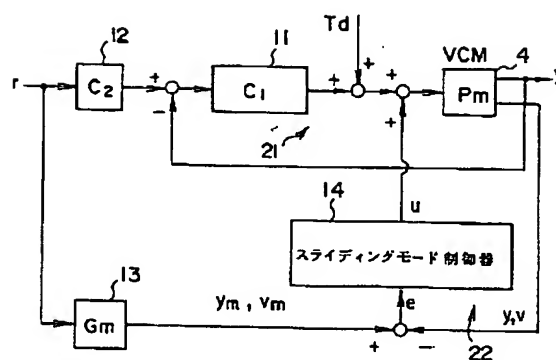 12
11
Td
VCM
4
r
C2
+
-
C1
+
+
+
+
Pm
y
21
14
u
スライディングモード制御器
13
Gm
ym, vm
e
y,v
+
-
22